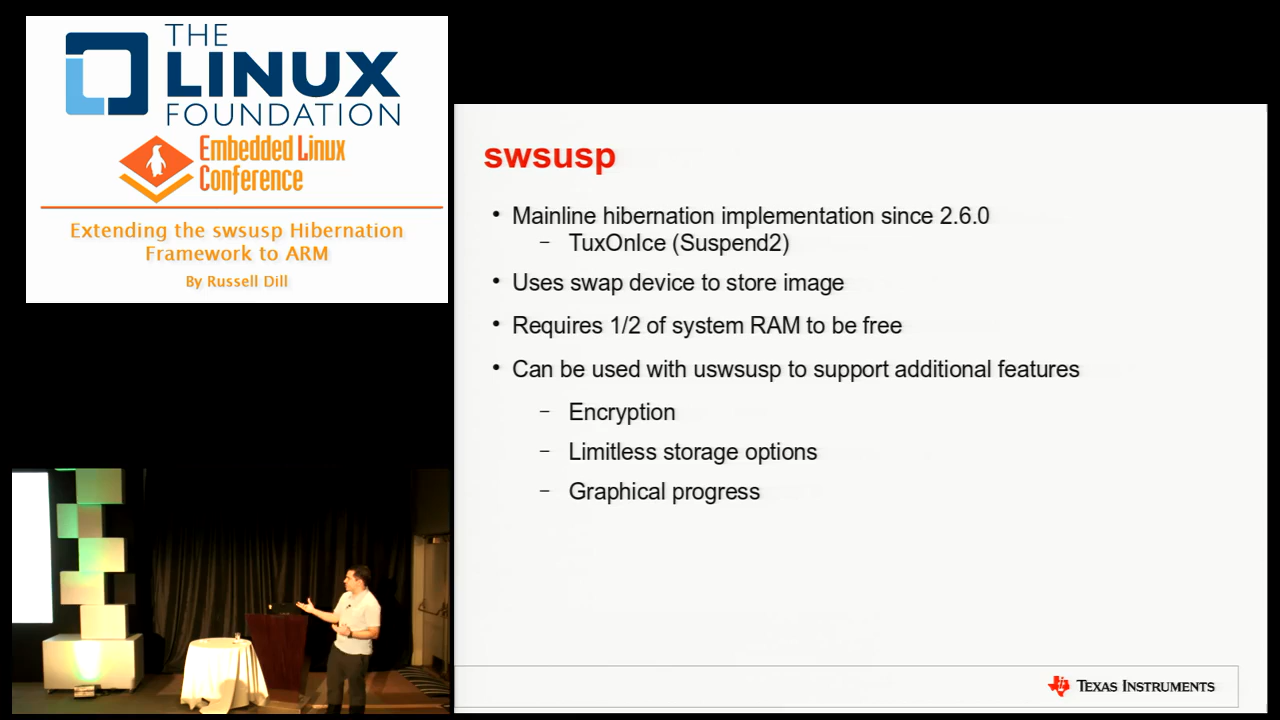 THE
LINUX
FOUNDATION
Embedded Linux
Conference
Extending the swsusp Hibernation
Framework to ARM
By Russell Dill
swsusp
• Mainline hibernation implementation since 2.6.0
– TuxOnIce (Suspend2)
• Uses swap device to store image
• Requires 1/2 of system RAM to be free
• Can be used with uswsusp to support additional features
– Encryption
– Limitless storage options
– Graphical progress
TEXAS INSTRUMENTS